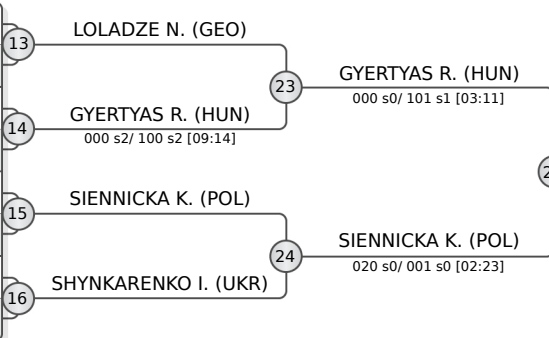 LOLADZE N. (GEO)
13
23
GYERTYAS R. (HUN)
000 s0/ 101 s1 [03:11]
GYERTYAS R. (HUN)
14
000 s2/ 100 s2 [09:14]
SIENNICKA K. (POL)
15
24
SIENNICKA K. (POL)
020 s0/ 001 s0 [02:23]
SHYNKARENKO I. (UKR)
16